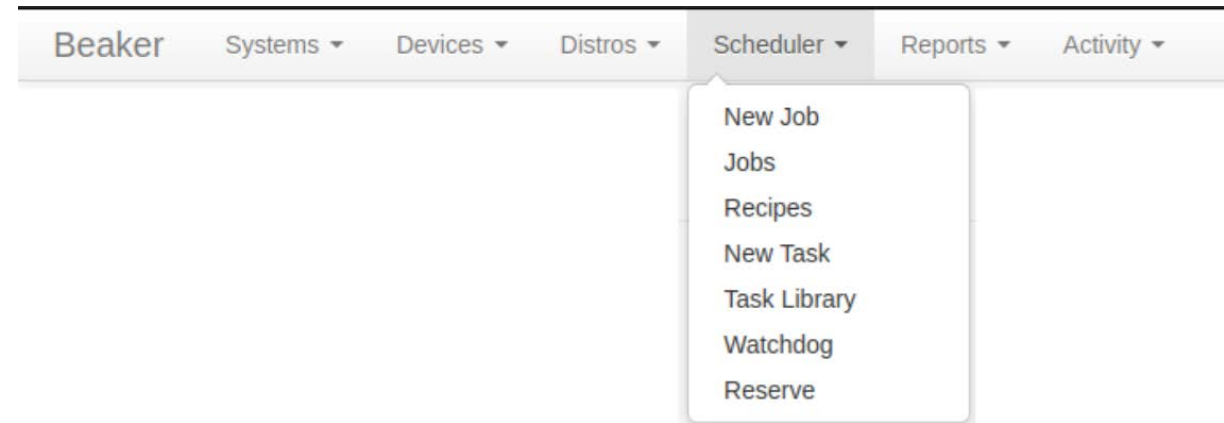 Beaker Systems Devices Distros Scheduler Reports Activity
New Job
Jobs
Recipes
New Task
Task Library
Watchdog
Reserve